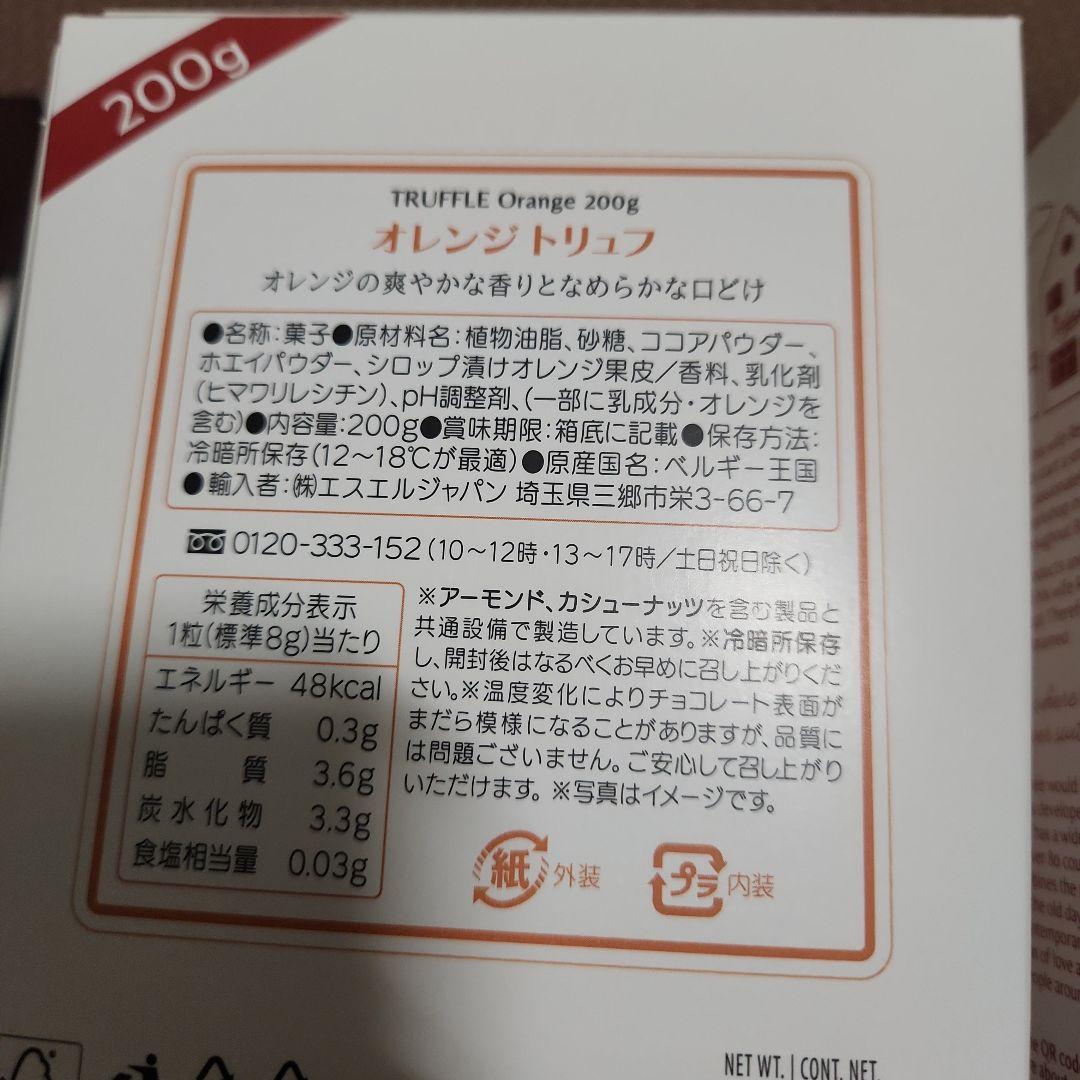 200g
TRUFFLE Orange 200g
オレンジトリュフ
オレンジの爽やかな香りとなめらかな口どけ
●名称:菓子●原材料名:植物油脂、砂糖、ココアパウダー、
ホエイパウダー、シロップ漬けオレンジ果皮／香料、乳化剤
(ヒマワリレシチン)、pH調整剤、(一部に乳成分・オレンジを
含む)●内容量:200g●賞味期限:箱底に記載●保存方法:
冷暗所保存(12～18℃が最適)●原産国名:ベルギー王国
●輸入者:㈱エスエルジャパン 埼玉県三郷市栄3-66-7
0120-333-152(10～12時・13～17時/土日祝日除く)
栄養成分表示
1粒(標準8g)当たり
エネルギー 48kcal
たんぱく質 0.3g
脂質 3.6g
炭水化物 3.3g
食塩相当量 0.03g
※アーモンド、カシューナッツを含む製品と
共通設備で製造しています。※冷暗所保存
し、開封後はなるべくお早めに召し上がりくだ
さい。※温度変化によりチョコレート表面が
まだら模様になることがありますが、品質に
は問題ございません。ご安心して召し上がり
いただけます。※写真はイメージです。
紙 外装
プラ 内装
NET WT. | CONT. NET